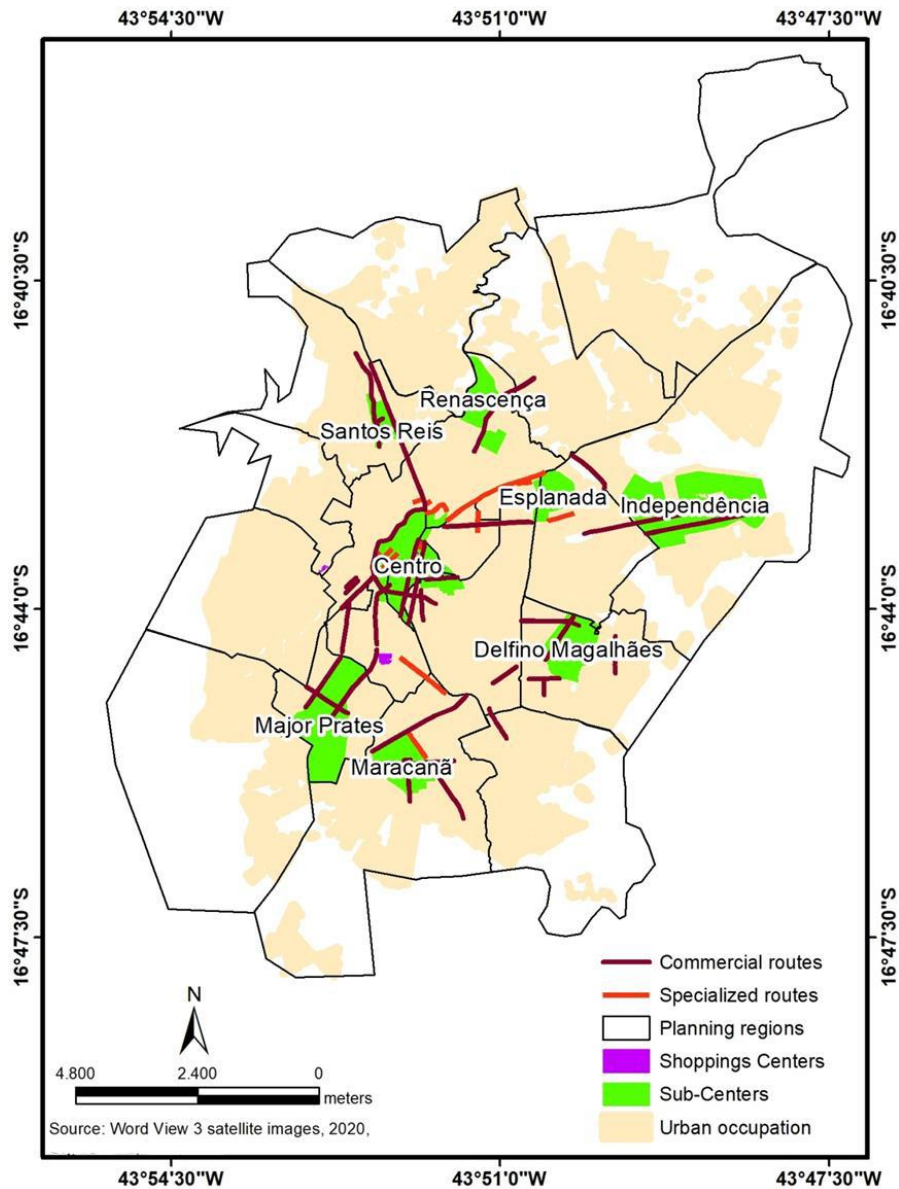 43°54'30"W 43°51'0"W 43°47'30"W
16°40'30"S 16°40'30"S
Renascença
Santos Reis
Esplanada
Independência
Centro
16°44'0"S 16°44'0"S
Delfino Magalhães
Major Prates
Maracanã
16°47'30"S 16°47'30"S
Commercial routes
Specialized routes
Planning regions
Shoppings Centers
Sub-Centers
Urban occupation
N
4.800 2.400 0
meters
Source: Word View 3 satellite images, 2020,
43°54'30"W 43°51'0"W 43°47'30"W